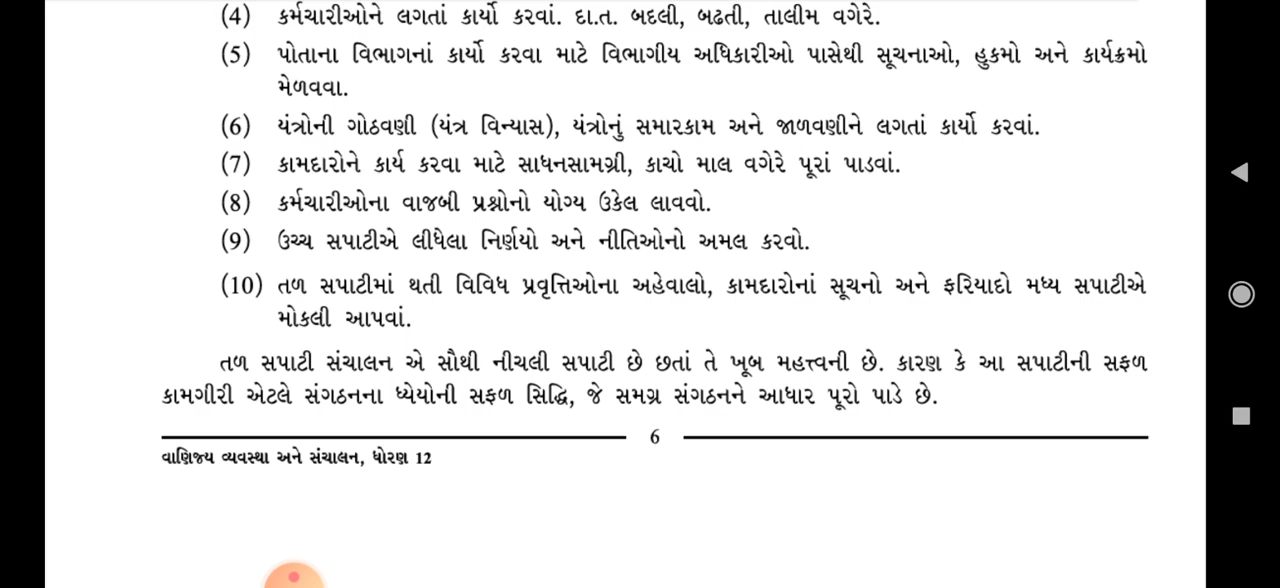 (4) કર્મચારીઓને લગતાં કાર્યો કરવાં. દા.ત. બદલી, બઢતી, તાલીમ વગેરે.
(5) પોતાના વિભાગનાં કાર્યો કરવા માટે વિભાગીય અધિકારીઓ પાસેથી સૂચનાઓ, હુકમો અને કાર્યક્રમો
મેળવવા.
(6) યંત્રોની ગોઠવણી (યંત્ર વિન્યાસ), યંત્રોનું સમારકામ અને જાળવણીને લગતાં કાર્યો કરવાં.
(7) કામદારોને કાર્ય કરવા માટે સાધનસામગ્રી, કાચો માલ વગેરે પૂરાં પાડવાં.
(8) કર્મચારીઓના વાજબી પ્રશ્નોનો યોગ્ય ઉકેલ લાવવો.
(9) ઉચ્ચ સપાટીએ લીધેલા નિર્ણયો અને નીતિઓનો અમલ કરવો.
(10) તળ સપાટીમાં થતી વિવિધ પ્રવૃત્તિઓના અહેવાલો, કામદારોનાં સૂચનો અને ફરિયાદો મધ્ય સપાટીએ
મોકલી આપવાં.
તળ સપાટી સંચાલન એ સૌથી નીચલી સપાટી છે છતાં તે ખૂબ મહત્ત્વની છે. કારણ કે આ સપાટીની સફળ
કામગીરી એટલે સંગઠનના ધ્યેયોની સફળ સિદ્ધિ, જે સમગ્ર સંગઠનને આધાર પૂરો પાડે છે.
6
વાણિજ્ય વ્યવસ્થા અને સંચાલન, ધોરણ 12